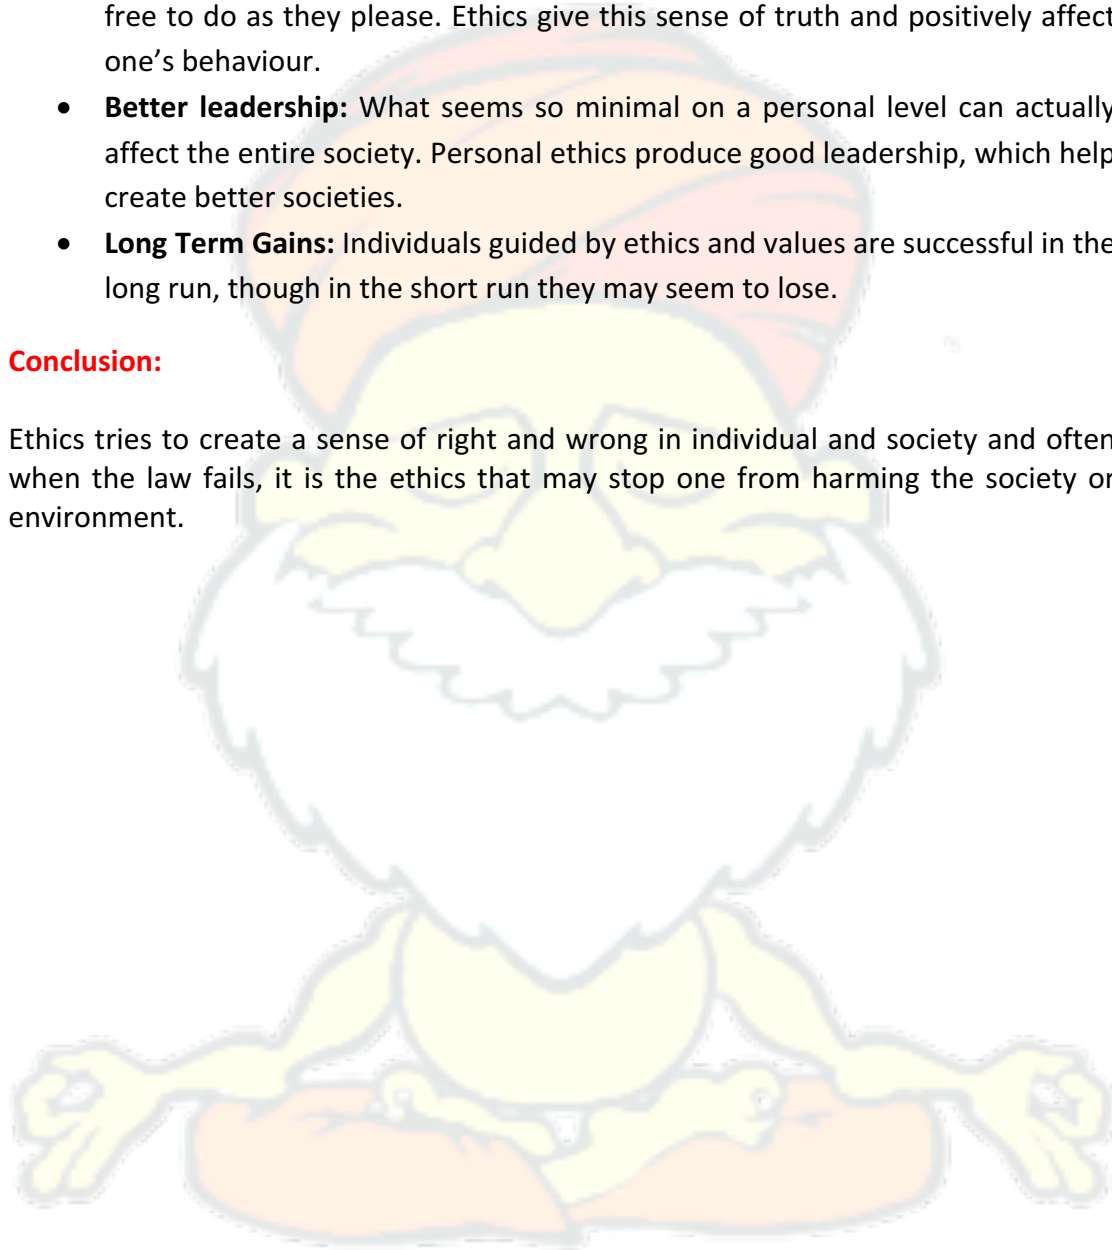 free to do as they please. Ethics give this sense of truth and positively affect
one’s behaviour.
• Better leadership: What seems so minimal on a personal level can actually
affect the entire society. Personal ethics produce good leadership, which help
create better societies.
• Long Term Gains: Individuals guided by ethics and values are successful in the
long run, though in the short run they may seem to lose.
Conclusion:
Ethics tries to create a sense of right and wrong in individual and society and often
when the law fails, it is the ethics that may stop one from harming the society or
environment.